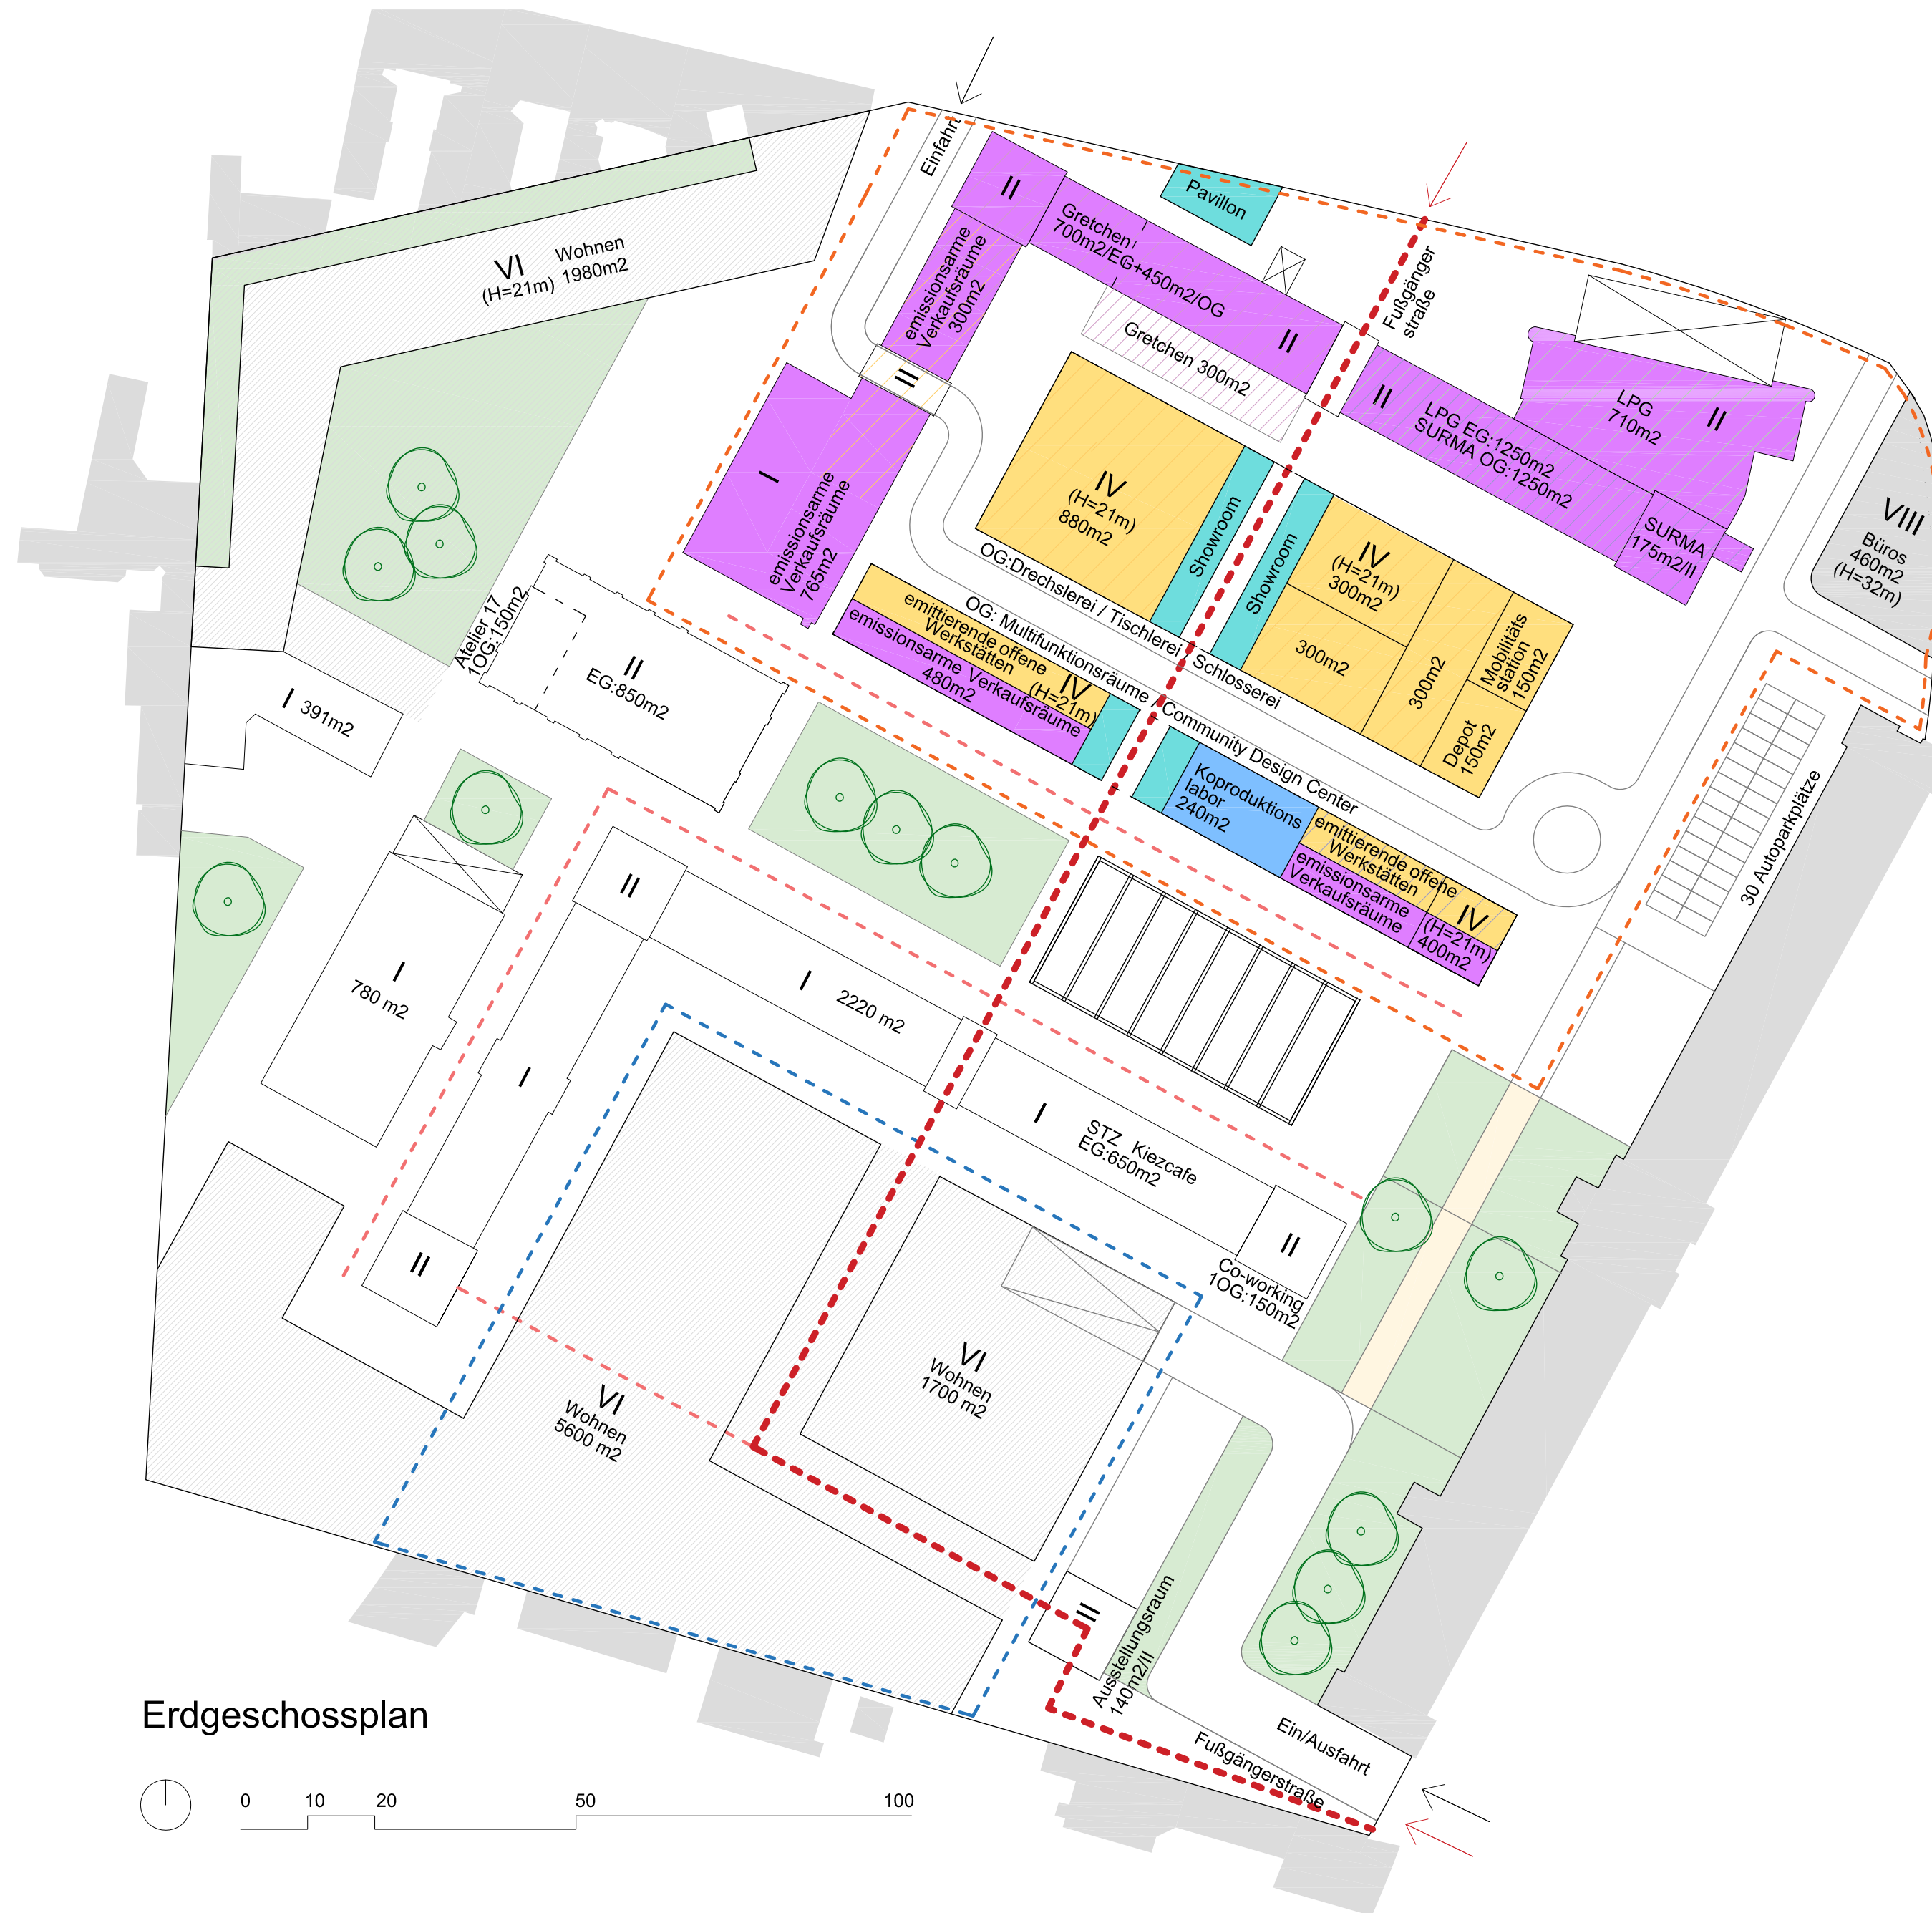 Einfahrt
II
Pavillon
Gretchen
700m2/EG+450m2/OG
II
emissionsarme
Verkaufsräume
300m2
Fußgänger
straße
VI
(H=21m)
Wohnen
1980m2
Gretchen 300m2
II
II
LPG EG:1250m2
SURMA OG:1250m2
LPG
710m2
II
SURMA
175m2/II
VIII
Büros
460m2
(H=32m)
I
emissionsarme
Verkaufsräume
765m2
IV
(H=21m)
880m2
Showroom
Showroom
IV
(H=21m)
300m2
300m2
300m2
Mobilitäts
station
150m2
Depot
150m2
OG:Drechslerei / Tischlerei / Schlosserei
OG: Multifunktionsräume / Community Design Center
emittierende offene
Werkstätten
IV
(H=21m)
emissionsarme Verkaufsräume
480m2
Koproduktions
labor
240m2
emittierende offene
Werkstätten
IV
emissionsarme
Verkaufsräume
(H=21m)
400m2
30 Autoparkplätze
Atelier 17
1OG:150m2
II
EG:850m2
I 391m2
II
I
780 m2
I
2220 m2
I
I
STZ Kiezcafe
EG:650m2
II
Co-working
1OG:150m2
II
VI
Wohnen
1700 m2
VI
Wohnen
5600 m2
II
Ausstellungsraum
140m2/II
Ein/Ausfahrt
Fußgängerstraße
Erdgeschossplan
0 10 20 50 100